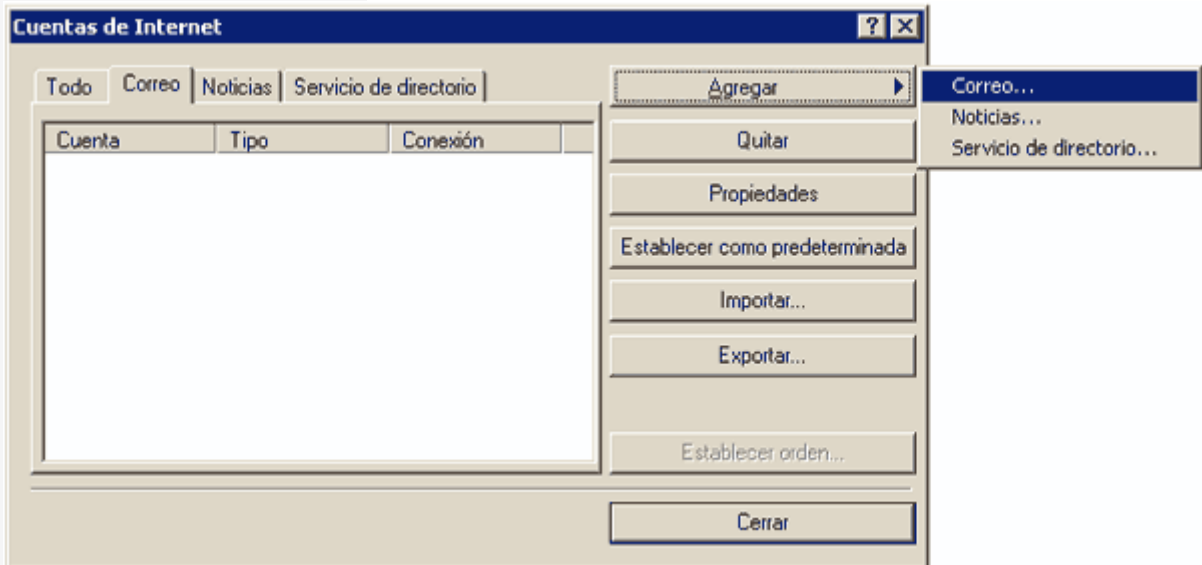 Cuentas de Internet
Todo Correo Noticias Servicio de directorio
Cuenta Tipo Conexión
Agregar
Quitar
Propiedades
Establecer como predeterminada
Importar...
Exportar...
Establecer orden...
Cerrar
Correo...
Noticias...
Servicio de directorio...